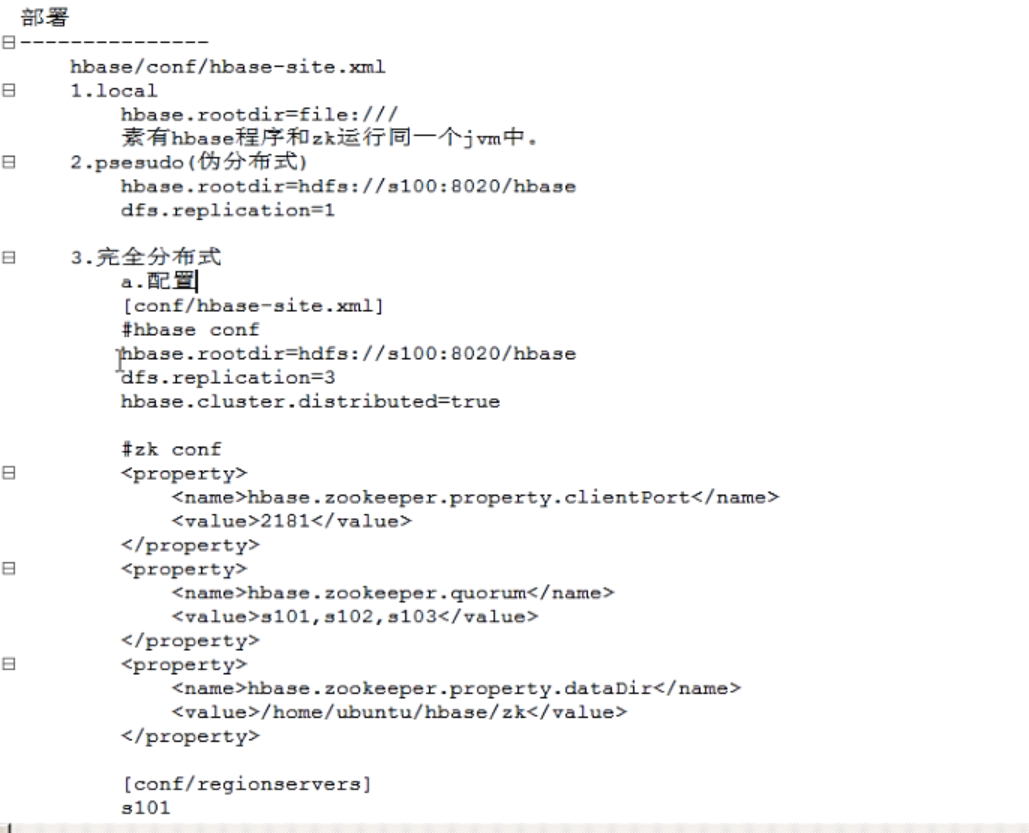 部署
---------------
hbase/conf/hbase-site.xml
1.local
hbase.rootdir=file:///
素有hbase程序和zk运行同一个jvm中。
2.psesudo(伪分布式)
hbase.rootdir=hdfs://s100:8020/hbase
dfs.replication=1
3.完全分布式
a.配置
[conf/hbase-site.xml]
#hbase conf
hbase.rootdir=hdfs://s100:8020/hbase
dfs.replication=3
hbase.cluster.distributed=true
#zk conf
<property>
<name>hbase.zookeeper.property.clientPort</name>
<value>2181</value>
</property>
<property>
<name>hbase.zookeeper.quorum</name>
<value>s101,s102,s103</value>
</property>
<property>
<name>hbase.zookeeper.property.dataDir</name>
<value>/home/ubuntu/hbase/zk</value>
</property>
[conf/regionservers]
s101